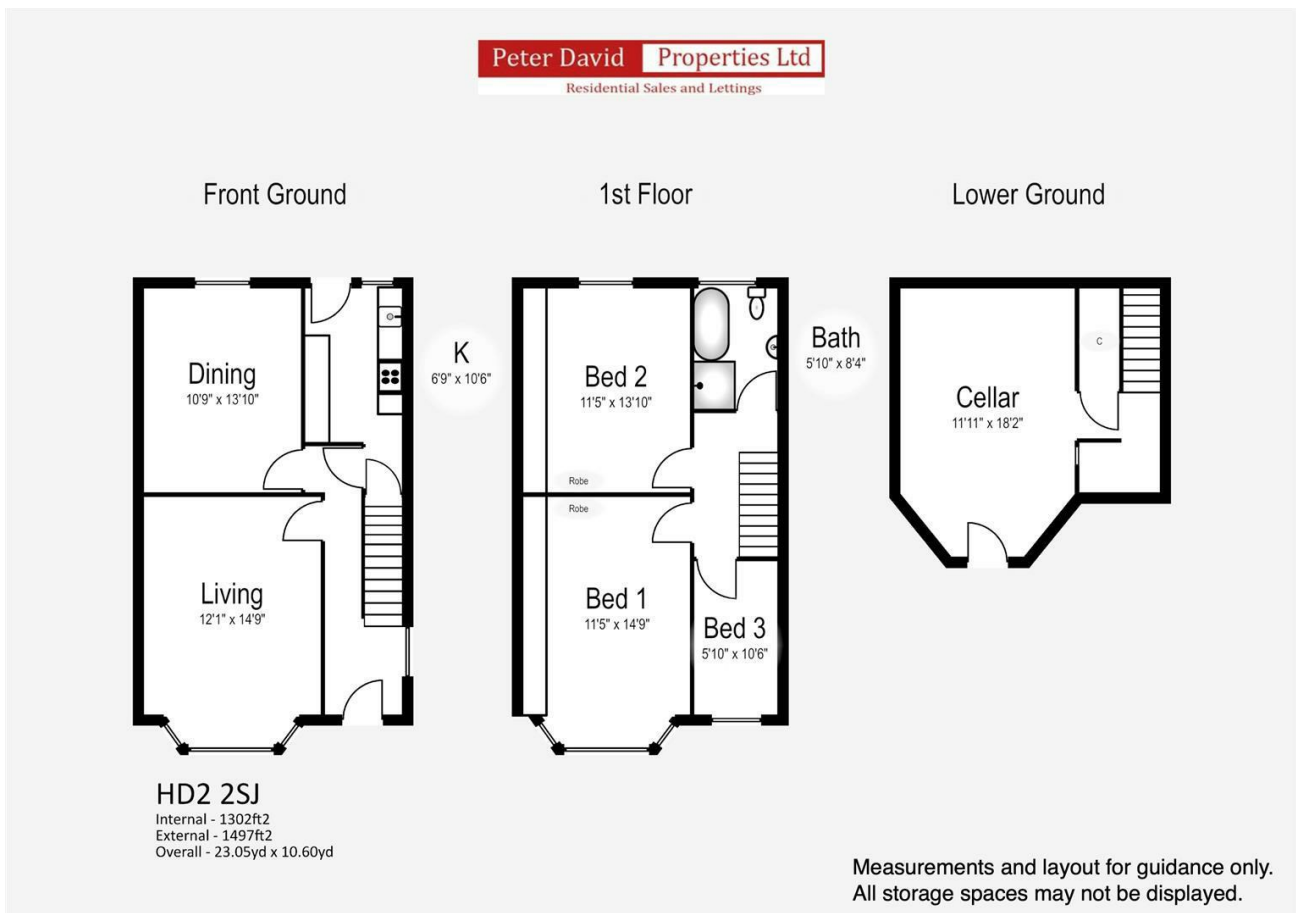 Peter David Properties Ltd
Residential Sales and Lettings
Front Ground
1st Floor
Lower Ground
Dining
10'9" x 13'10"
K
6'9" x 10'6"
Living
12'1" x 14'9"
Bed 2
11'5" x 13'10"
Robe
Robe
Bed 1
11'5" x 14'9"
Bed 3
5'10" x 10'6"
Bath
5'10" x 8'4"
C
Cellar
11'11" x 18'2"
HD2 2SJ
Internal - 1302ft2
External - 1497ft2
Overall - 23.05yd x 10.60yd
Measurements and layout for guidance only.
All storage spaces may not be displayed.